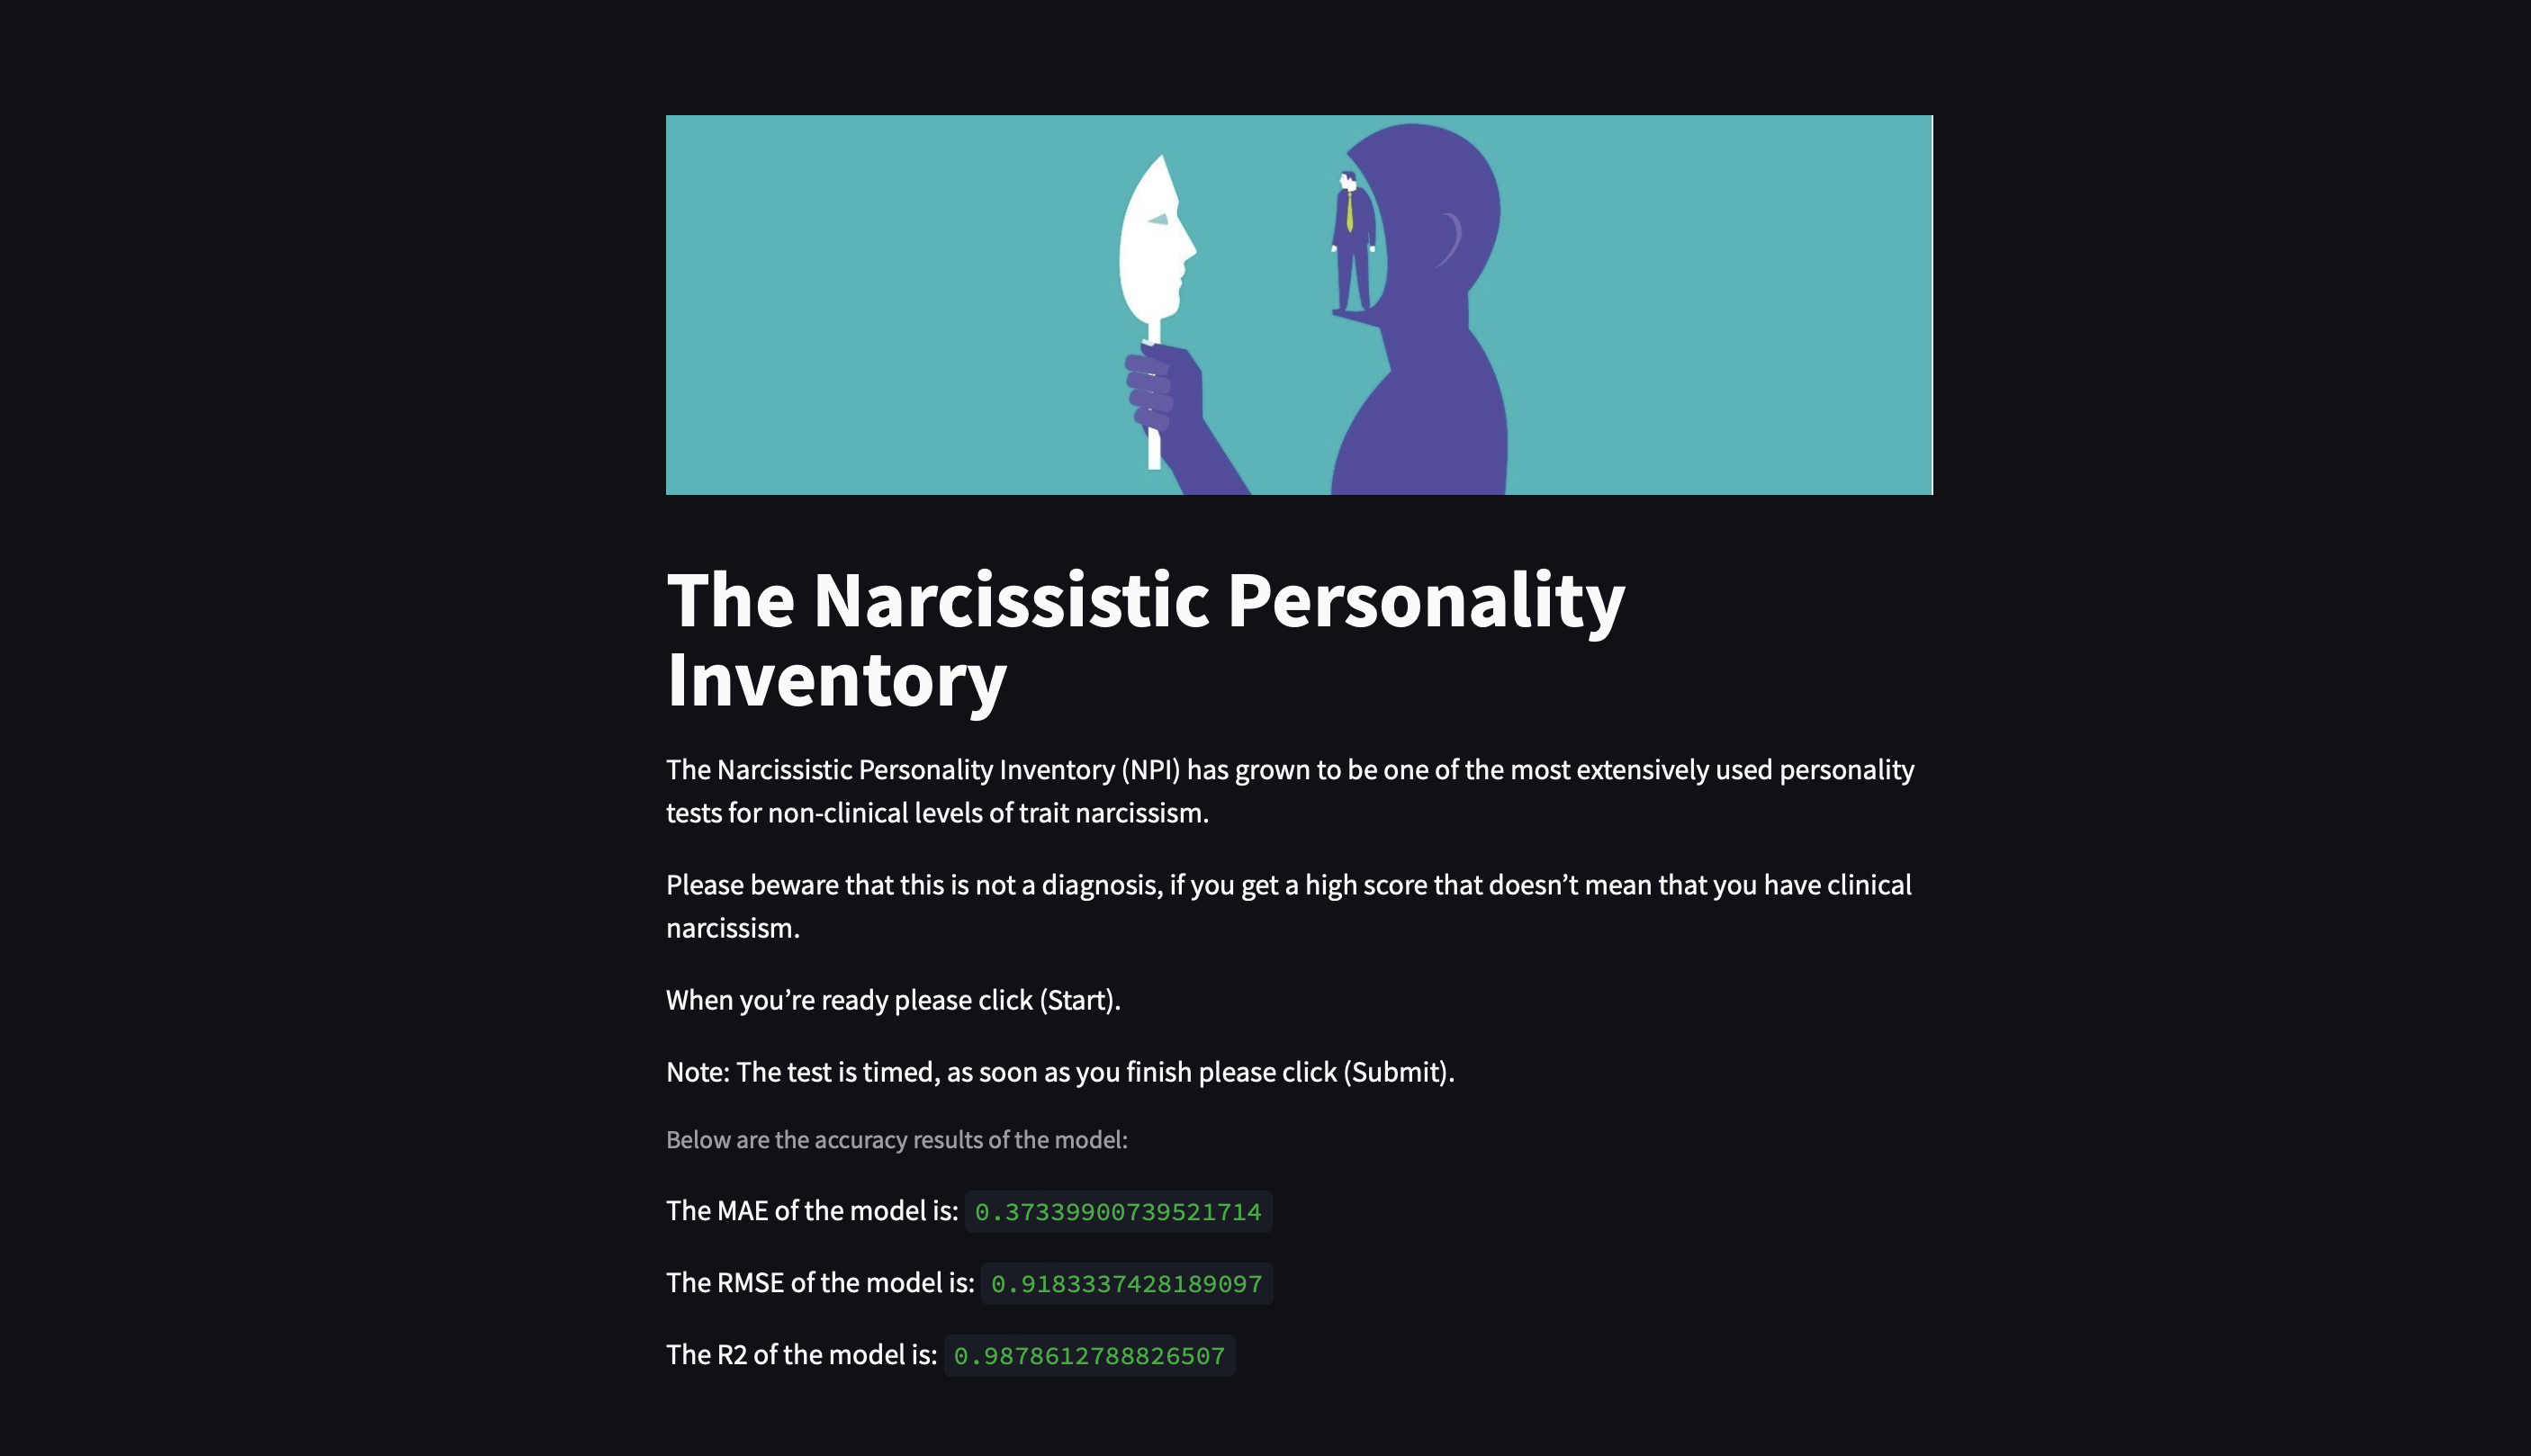 The Narcissistic Personality
Inventory
The Narcissistic Personality Inventory (NPI) has grown to be one of the most extensively used personality
tests for non-clinical levels of trait narcissism.
Please beware that this is not a diagnosis, if you get a high score that doesn’t mean that you have clinical
narcissism.
When you’re ready please click (Start).
Note: The test is timed, as soon as you finish please click (Submit).
Below are the accuracy results of the model:
The MAE of the model is: 0.37339900739521714
The RMSE of the model is: 0.9183337428189097
The R2 of the model is: 0.9878612788826507